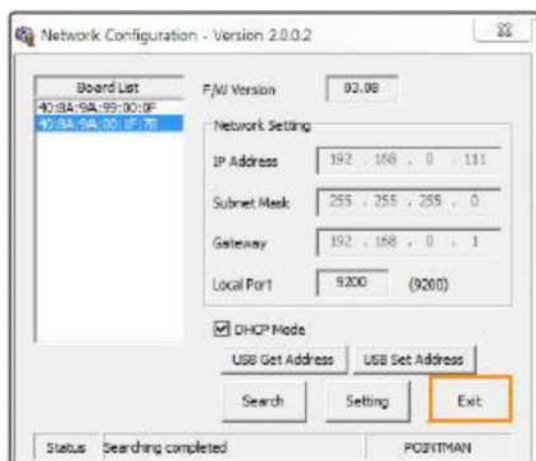 Network Configuration - Version 2.0.0.2
Board List
40:8A:9A:99:00:0F
40:8A:9A:00:1F:7B
F/W Version
03.08
Network Setting
IP Address
192 . 168 . 0 . 111
Subnet Mask
255 . 255 . 255 . 0
Gateway
192 . 168 . 0 . 1
Local Port
9200
(9200)
DHCP Mode
USB Get Address
USB Set Address
Search
Setting
Exit
Status
Searching completed
POINTMAN